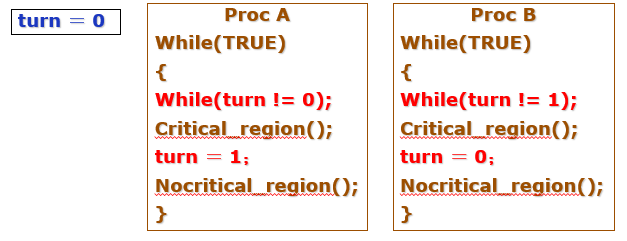 turn = 0
Proc A
While(TRUE)
{
While(turn != 0);
Critical_region();
turn = 1;
Nocritical_region();
}
Proc B
While(TRUE)
{
While(turn != 1);
Critical_region();
turn = 0;
Nocritical_region();
}